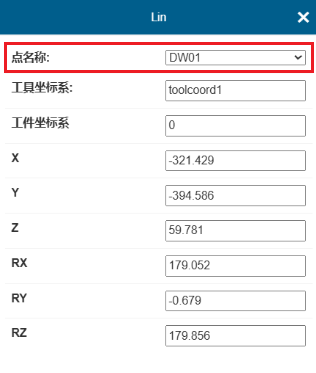 Lin
点名称: DW01
工具坐标系: toolcoord1
工件坐标系 0
X -321.429
Y -394.586
Z 59.781
RX 179.052
RY -0.679
RZ 179.856